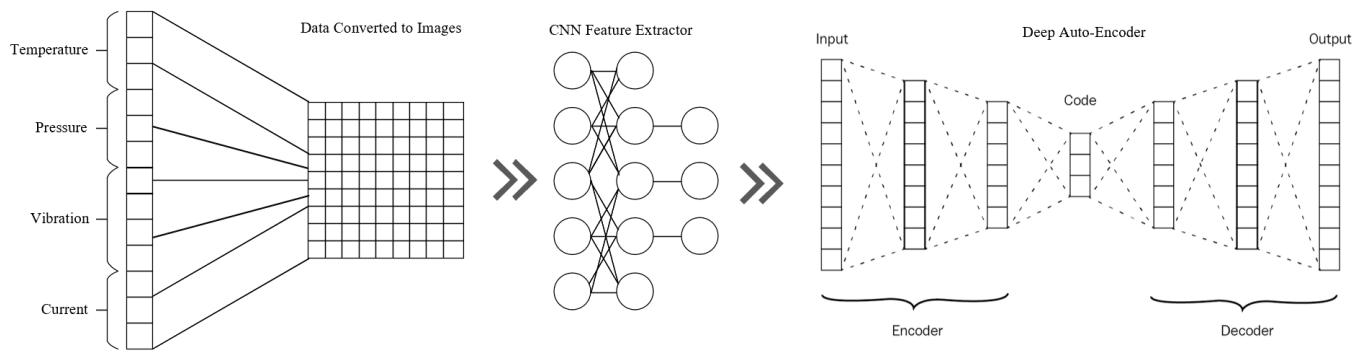 Data Converted to Images
CNN Feature Extractor
Deep Auto-Encoder
Input
Output
Temperature
Code
Pressure
Vibration
Current
Encoder
Decoder